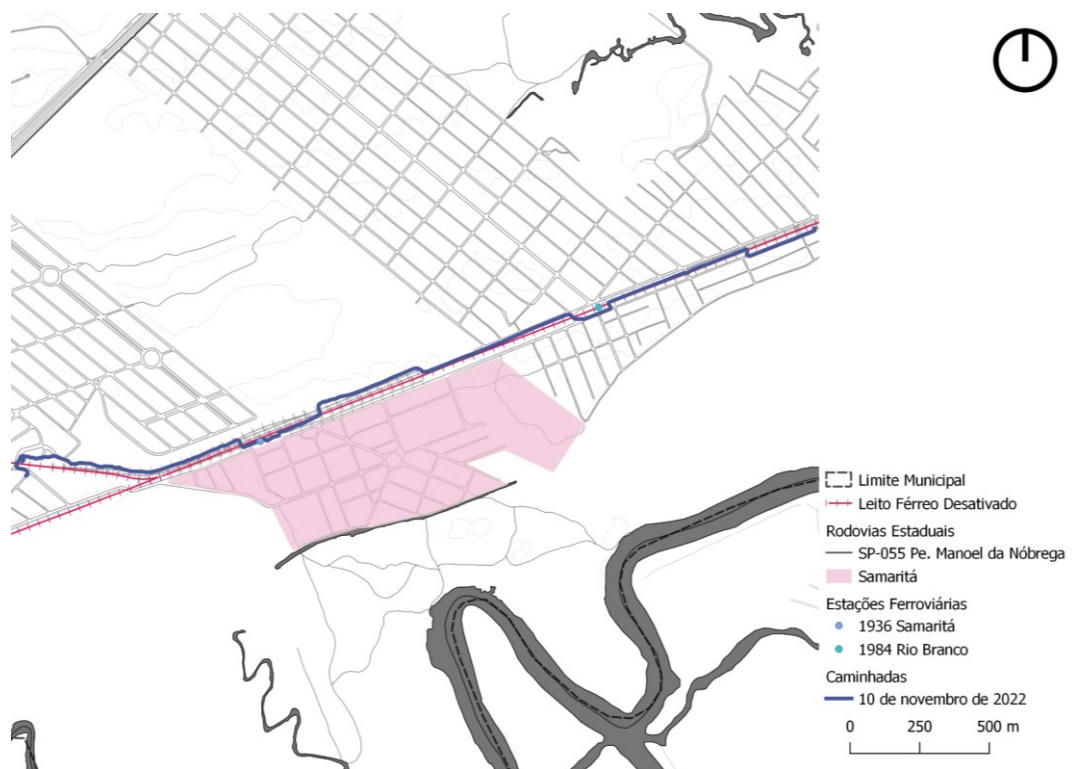 Limite Municipal
Leito Férreo Desativado
Rodovias Estaduais
SP-055 Pe. Manoel da Nóbrega
Samaritá
Estações Ferroviárias
1936 Samaritá
1984 Rio Branco
Caminhadas
10 de novembro de 2022
0 250 500 m